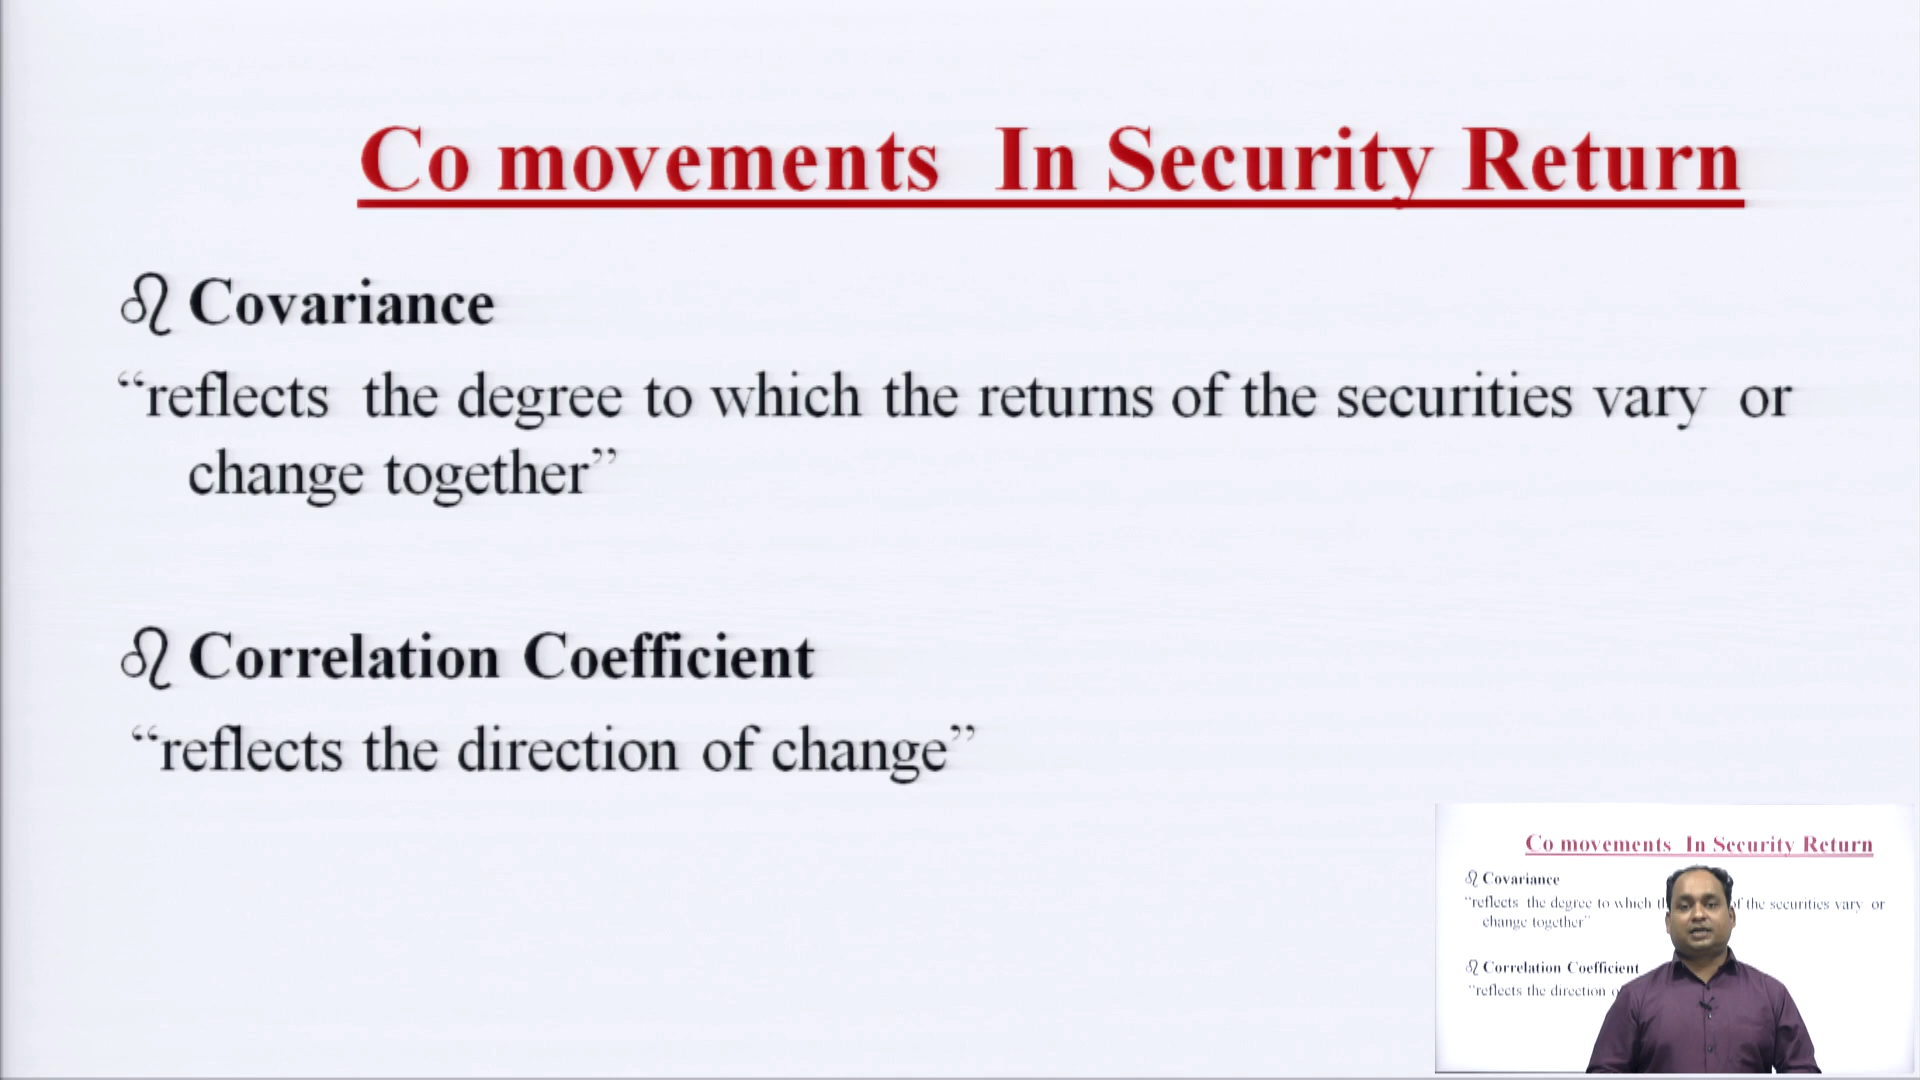 Co movements In Security Return
♌ Covariance
“reflects the degree to which the returns of the securities vary or
change together”
♌ Correlation Coefficient
“reflects the direction of change”
Co movements In Security Return
♌ Covariance
“reflects the degree to which of the securities vary or
change together”
♌ Correlation Coefficient
“reflects the direction